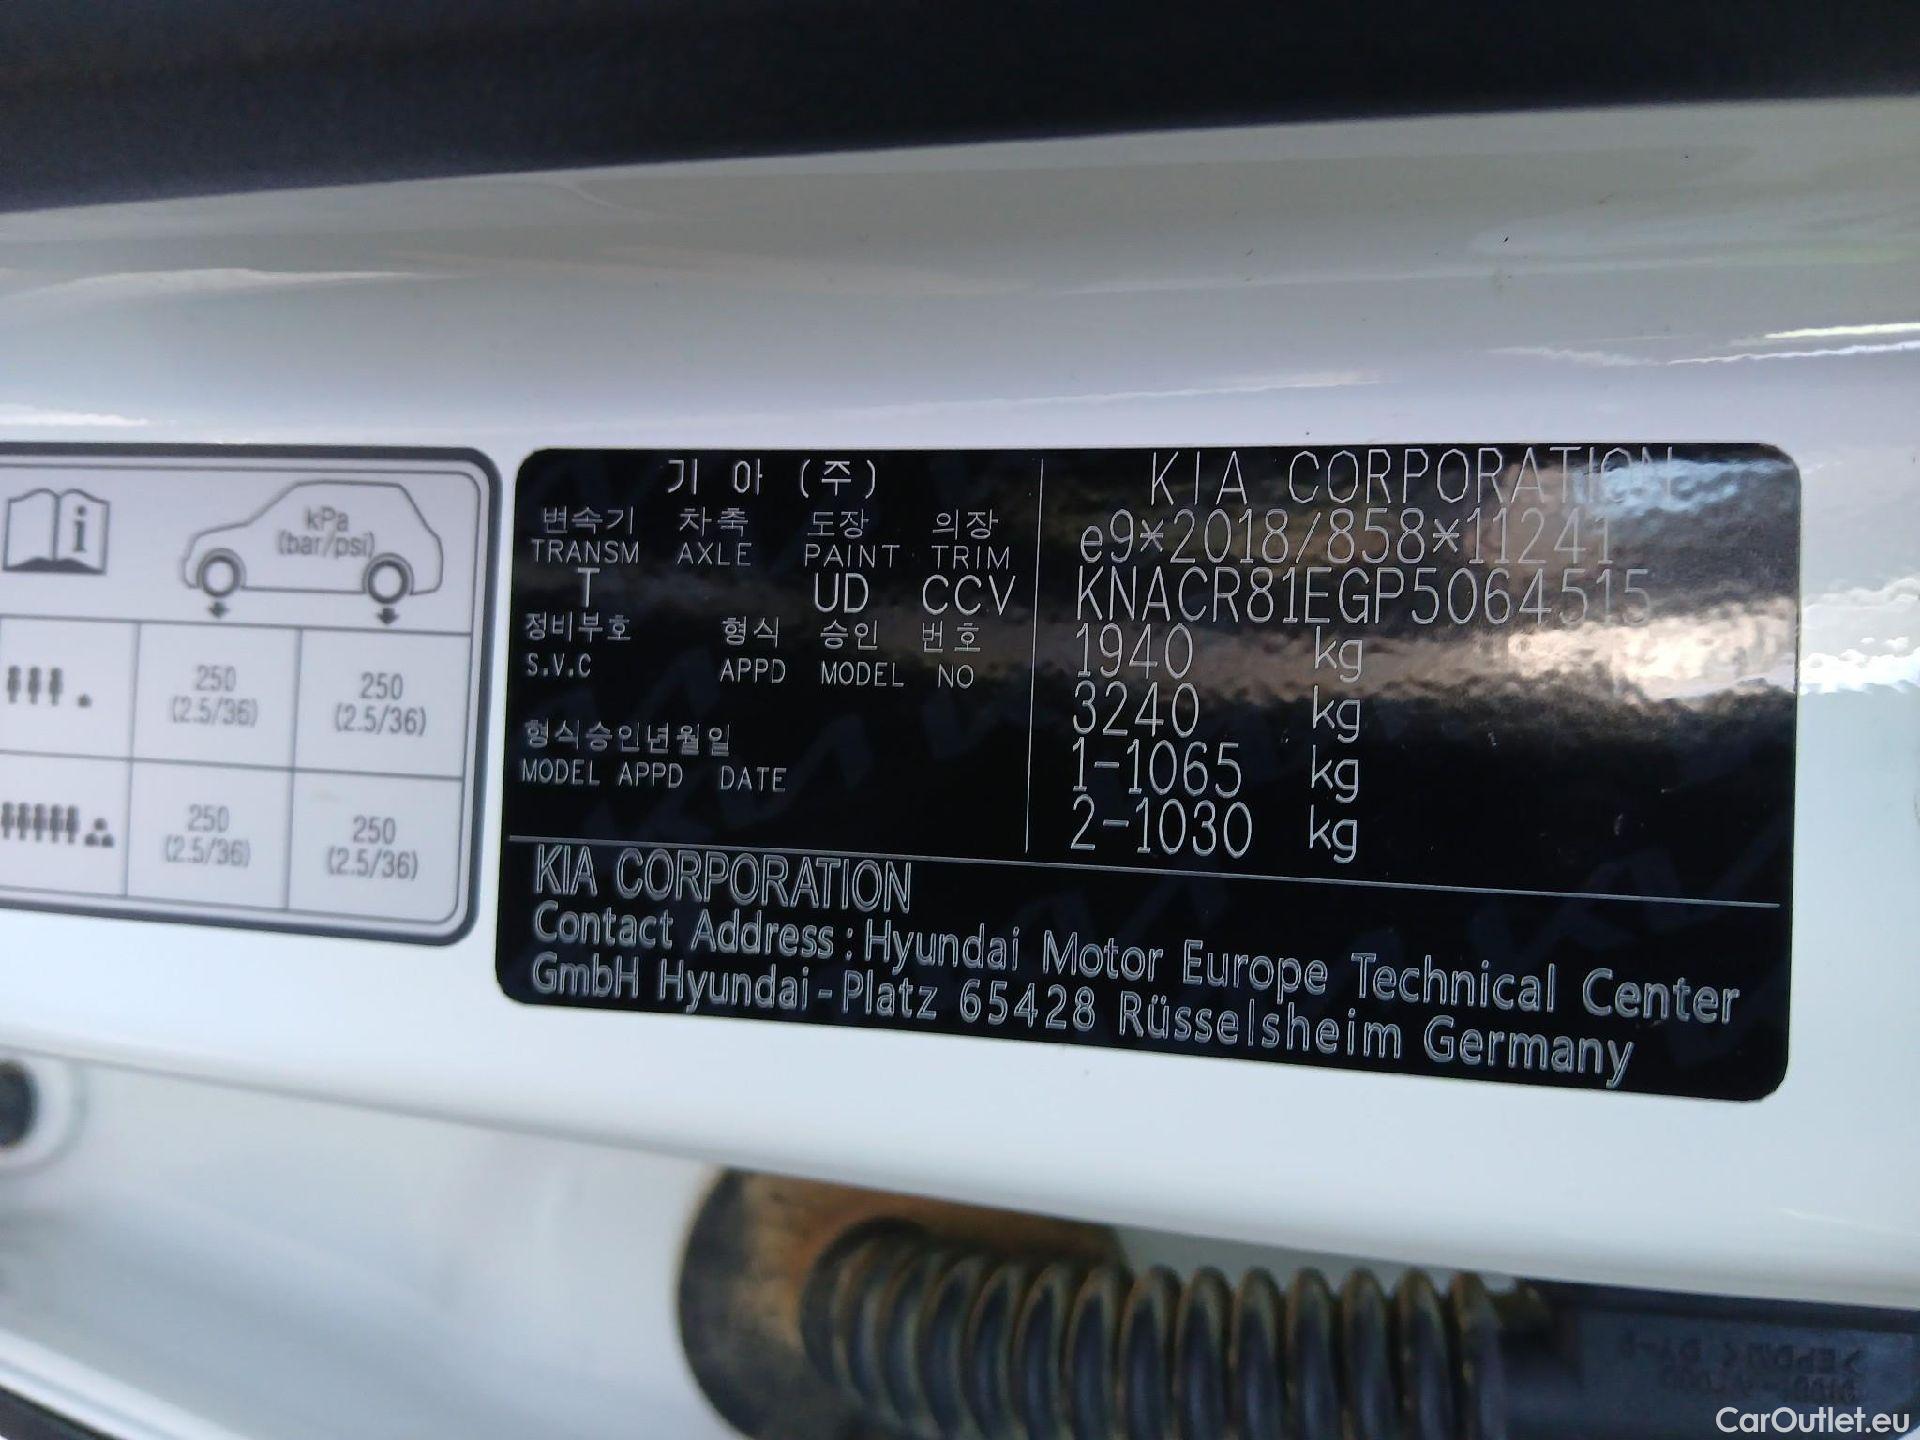 kPa
(bar/psi)
250
(2.5/36)
250
(2.5/36)
250
(2.5/36)
250
(2.5/36)
기 아 (주)
변속기 차축 도장 의장
TRANSM AXLE PAINT TRIM
T UD CCV
정비부호 형식 승인 번호
S.V.C APPD MODEL NO
형식승인년월일
MODEL APPD DATE
KIA CORPORATION
e9*2018/858*11241
KNACR81EGP5064515
1940 kg
3240 kg
1-1065 kg
2-1030 kg
KIA CORPORATION
Contact Address : Hyundai Motor Europe Technical Center
GmbH Hyundai-Platz 65428 Rüsselsheim Germany
CarOutlet.eu